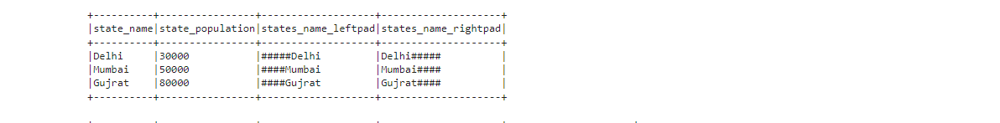 +----------+----------------+-------------------+--------------------+
|state_name|state_population|states_name_leftpad|states_name_rightpad|
+----------+----------------+-------------------+--------------------+
|Delhi     |30000           |#####Delhi         |Delhi#####          |
|Mumbai    |50000           |####Mumbai         |Mumbai####          |
|Gujrat    |80000           |####Gujrat         |Gujrat####          |
+----------+----------------+-------------------+--------------------+